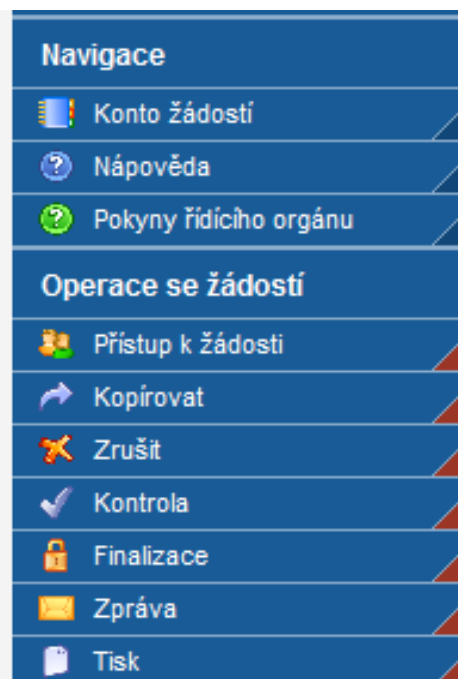 Navigace
Konto žádostí
Nápověda
Pokyny řídícího orgánu
Operace se žádostí
Přístup k žádosti
Kopírovat
Zrušit
Kontrola
Finalizace
Zpráva
Tisk